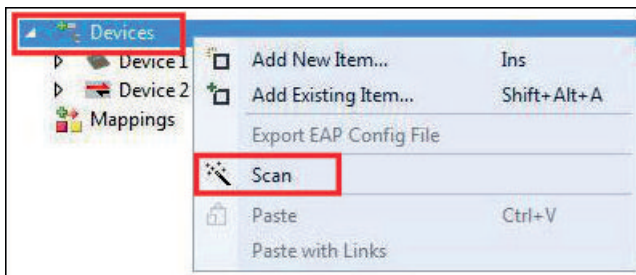 Devices
Device 1
Device 2
Mappings
Add New Item... Ins
Add Existing Item... Shift+Alt+A
Export EAP Config File
Scan
Paste Ctrl+V
Paste with Links